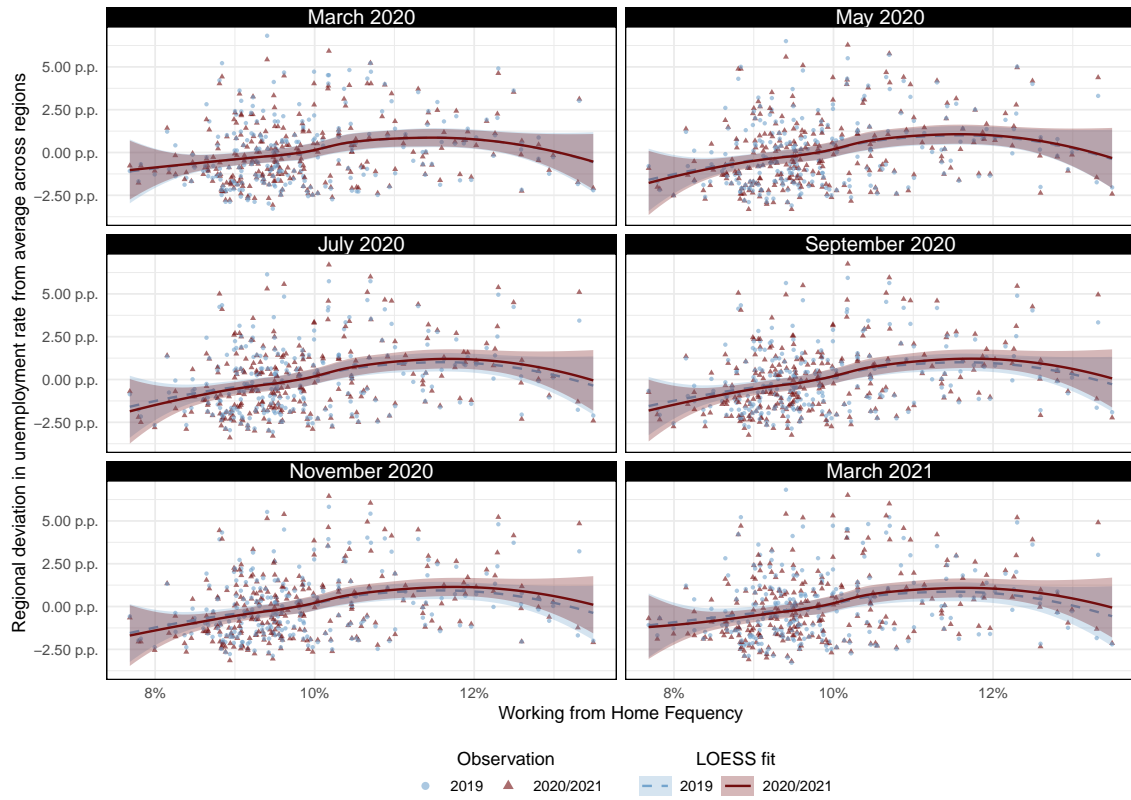 March 2020
May 2020
5.00 p.p.
2.50 p.p.
0.00 p.p.
−2.50 p.p.
July 2020
September 2020
5.00 p.p.
2.50 p.p.
0.00 p.p.
−2.50 p.p.
November 2020
March 2021
5.00 p.p.
2.50 p.p.
0.00 p.p.
−2.50 p.p.
Regional deviation in unemployment rate from average across regions
8% 10% 12% 8% 10% 12%
Working from Home Fequency
Observation LOESS fit
2019 2020/2021 2019 2020/2021